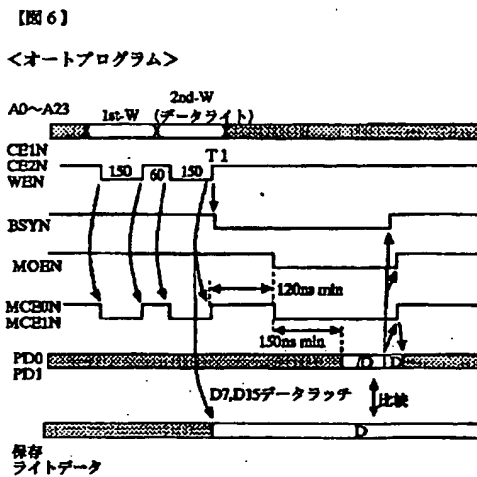 【図6】
<オートプログラム>
2nd-W
1st-W (データライト)
A0~A23
CE1N
CE2N
WEN
150 60 150
T1
BSYN
MOEN
120ns min
MCE0N
MCE1N
150ns min
PD0
PD1
/D D
D7,D15データラッチ
比較
保存
ライトデータ
D